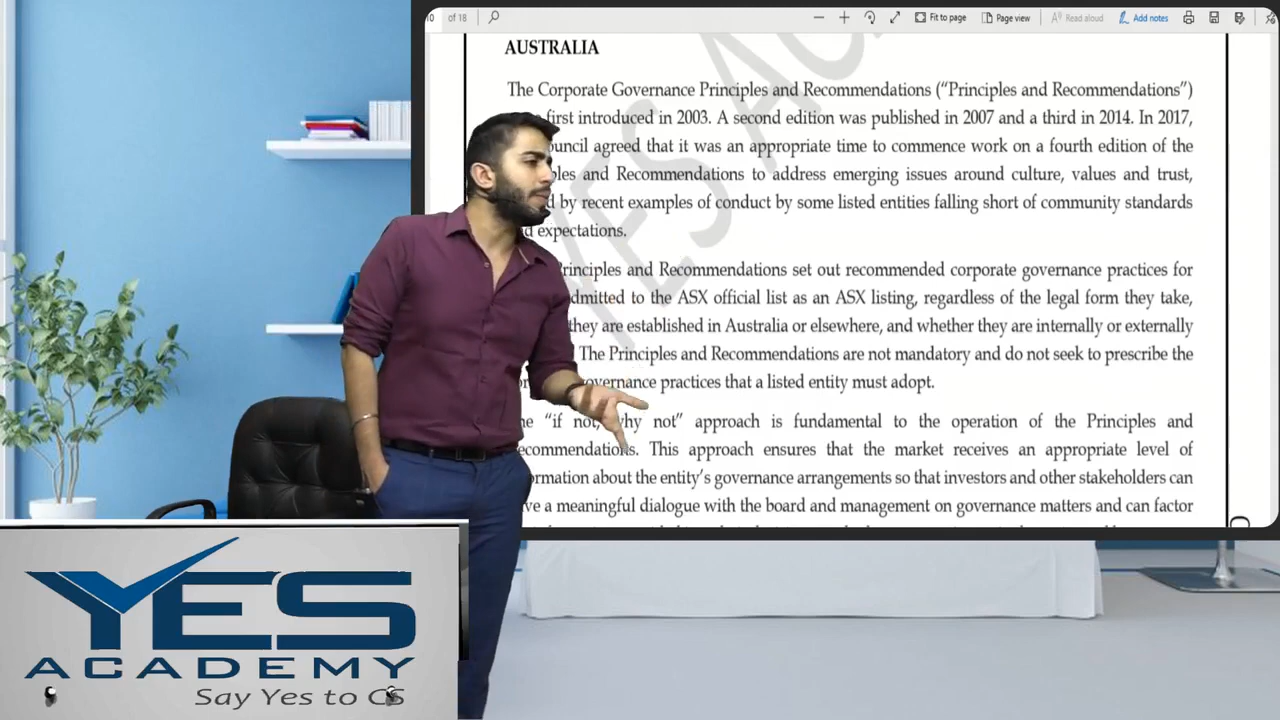 10 of 18
Fit to page
Page view
Read aloud
Add notes
AUSTRALIA
The Corporate Governance Principles and Recommendations (“Principles and Recommendations”)
first introduced in 2003. A second edition was published in 2007 and a third in 2014. In 2017,
agreed that it was an appropriate time to commence work on a fourth edition of the
and Recommendations to address emerging issues around culture, values and trust,
by recent examples of conduct by some listed entities falling short of community standards
expectations.
Principles and Recommendations set out recommended corporate governance practices for
to the ASX official list as an ASX listing, regardless of the legal form they take,
they are established in Australia or elsewhere, and whether they are internally or externally
The Principles and Recommendations are not mandatory and do not seek to prescribe the
governance practices that a listed entity must adopt.
“if not, why not” approach is fundamental to the operation of the Principles and
This approach ensures that the market receives an appropriate level of
about the entity’s governance arrangements so that investors and other stakeholders can
a meaningful dialogue with the board and management on governance matters and can factor
YES
ACADEMY
Say Yes to CS